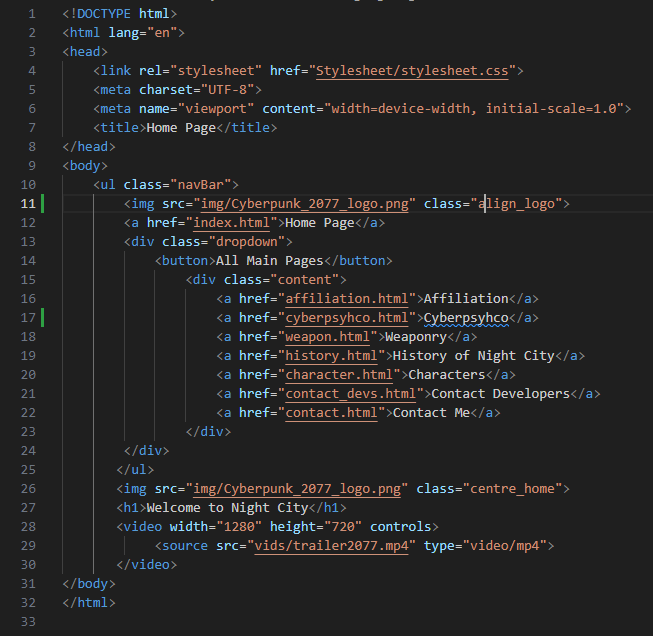 1 <!DOCTYPE html>
2 <html lang="en">
3 <head>
4     <link rel="stylesheet" href="Stylesheet/stylesheet.css">
5     <meta charset="UTF-8">
6     <meta name="viewport" content="width=device-width, initial-scale=1.0">
7     <title>Home Page</title>
8 </head>
9 <body>
10     <ul class="navBar">
11         <img src="img/Cyberpunk_2077_logo.png" class="align_logo">
12         <a href="index.html">Home Page</a>
13         <div class="dropdown">
14             <button>All Main Pages</button>
15                 <div class="content">
16                     <a href="affiliation.html">Affiliation</a>
17                     <a href="cyberpsyhco.html">Cyberpsyhco</a>
18                     <a href="weapon.html">Weaponry</a>
19                     <a href="history.html">History of Night City</a>
20                     <a href="character.html">Characters</a>
21                     <a href="contact_devs.html">Contact Developers</a>
22                     <a href="contact.html">Contact Me</a>
23                 </div>
24         </div>
25        </ul>
26        <img src="img/Cyberpunk_2077_logo.png" class="centre_home">
27        <h1>Welcome to Night City</h1>
28        <video width="1280" height="720" controls>
29             <source src="vids/trailer2077.mp4" type="video/mp4">
30        </video>
31 </body>
32 </html>
33